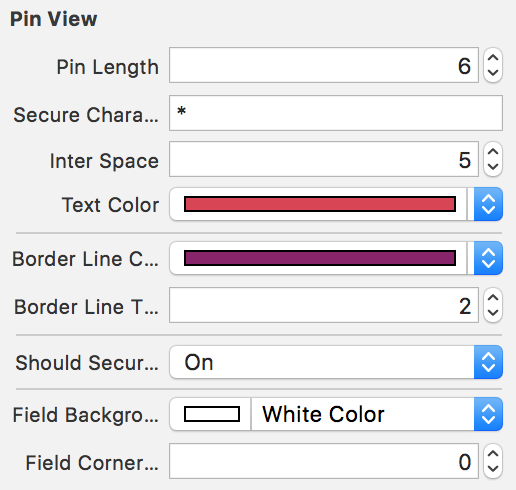 Pin View
Pin Length 6
Secure Chara... *
Inter Space 5
Text Color
Border Line C...
Border Line T... 2
Should Secur... On
Field Backgro... White Color
Field Corner... 0